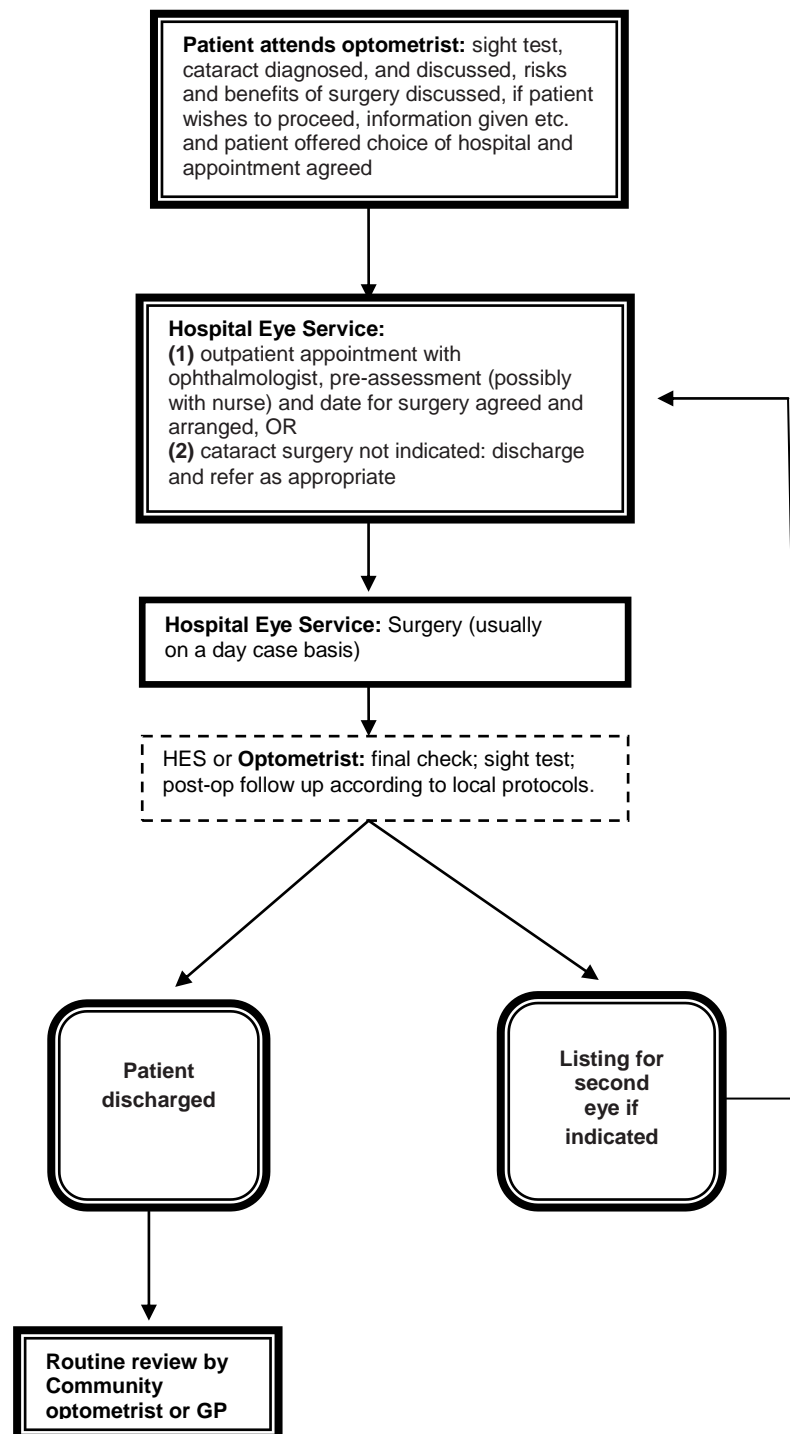 Patient attends optometrist: sight test,
cataract diagnosed, and discussed, risks
and benefits of surgery discussed, if patient
wishes to proceed, information given etc.
and patient offered choice of hospital and
appointment agreed
Hospital Eye Service:
(1) outpatient appointment with
ophthalmologist, pre-assessment (possibly
with nurse) and date for surgery agreed and
arranged, OR
(2) cataract surgery not indicated: discharge
and refer as appropriate
Hospital Eye Service: Surgery (usually
on a day case basis)
HES or Optometrist: final check; sight test;
post-op follow up according to local protocols.
Patient
discharged
Listing for
second
eye if
indicated
Routine review by
Community
optometrist or GP